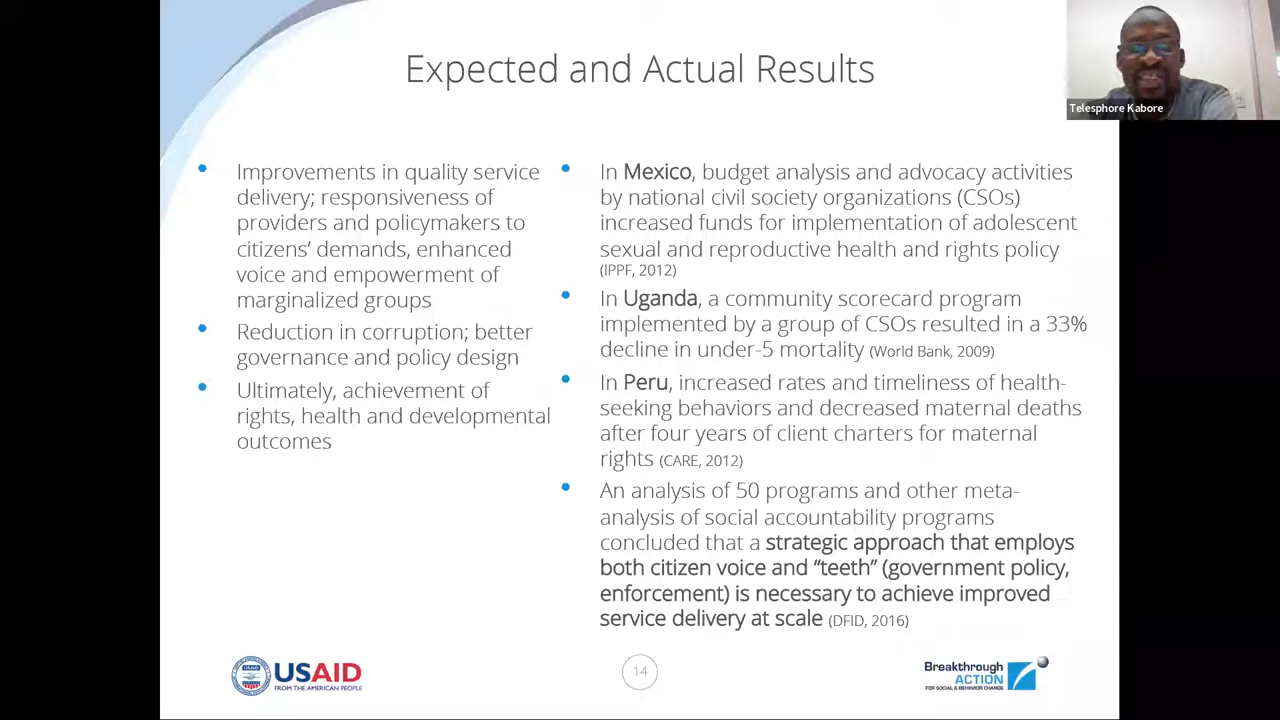 Expected and Actual Results
Telesphore Kabore
Improvements in quality service
delivery; responsiveness of
providers and policymakers to
citizens’ demands, enhanced
voice and empowerment of
marginalized groups
Reduction in corruption; better
governance and policy design
Ultimately, achievement of
rights, health and developmental
outcomes
In Mexico, budget analysis and advocacy activities
by national civil society organizations (CSOs)
increased funds for implementation of adolescent
sexual and reproductive health and rights policy
(IPPF, 2012)
In Uganda, a community scorecard program
implemented by a group of CSOs resulted in a 33%
decline in under-5 mortality (World Bank, 2009)
In Peru, increased rates and timeliness of health-
seeking behaviors and decreased maternal deaths
after four years of client charters for maternal
rights (CARE, 2012)
An analysis of 50 programs and other meta-
analysis of social accountability programs
concluded that a strategic approach that employs
both citizen voice and “teeth” (government policy,
enforcement) is necessary to achieve improved
service delivery at scale (DFID, 2016)
USAID
FROM THE AMERICAN PEOPLE
14
Breakthrough
ACTION
FOR SOCIAL & BEHAVIOR CHANGE